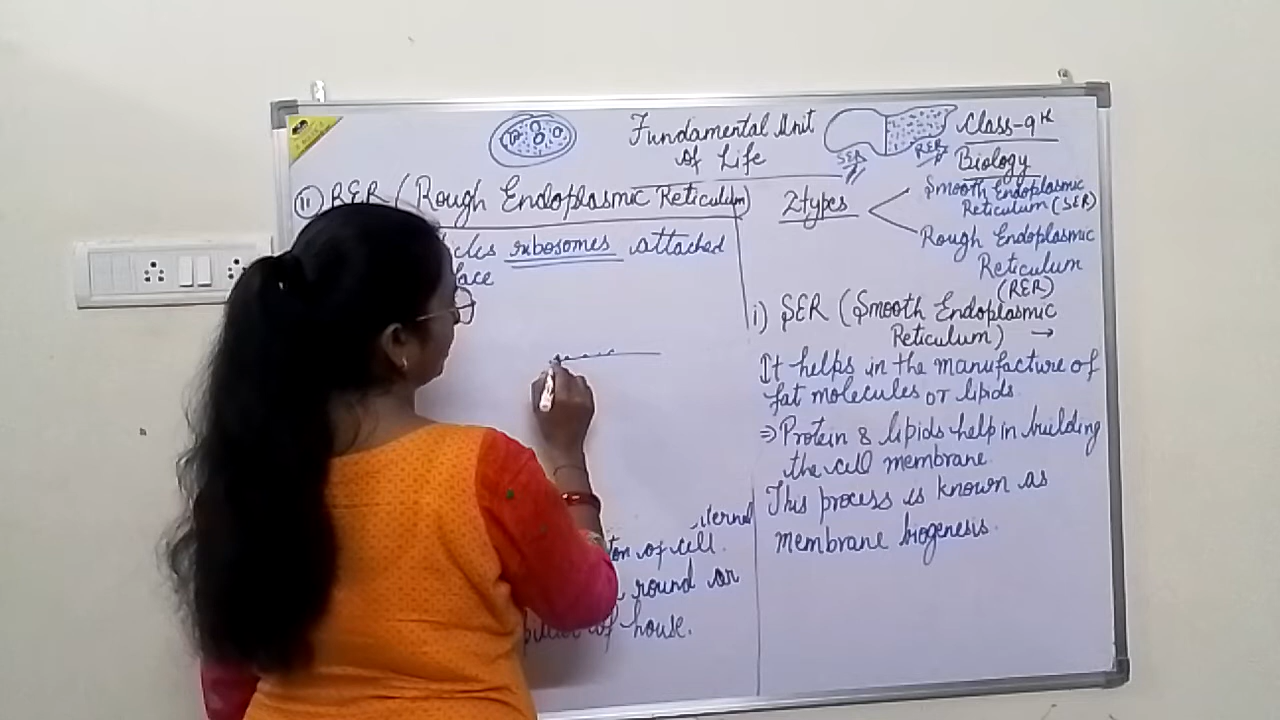 Fundamental Unit
of Life
SER
RER
Class-9th
Biology
ii) RER (Rough Endoplasmic Reticulum)
ribosomes attached
2 types
Smooth Endoplasmic
Reticulum (SER)
Rough Endoplasmic
Reticulum
(RER)
i) SER (Smooth Endoplasmic
Reticulum) →
It helps in the manufacture of
fat molecules or lipids.
⇒ Protein & lipids help in building
the cell membrane.
This process is known as
membrane biogenesis.
of cell.
round or
of house.